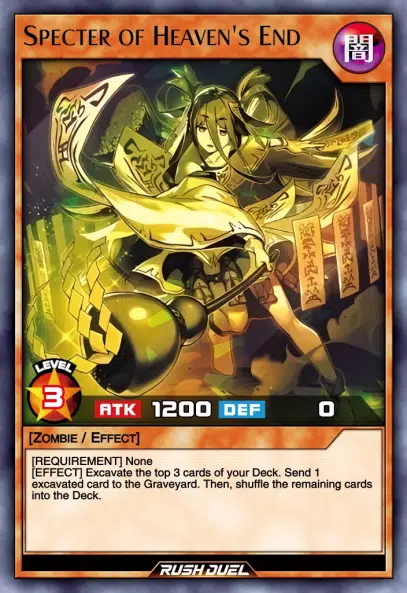 Specter of Heaven's End
闇
LEVEL
3
ATK 1200 DEF 0
[Zombie / Effect]
[REQUIREMENT] None
[EFFECT] Excavate the top 3 cards of your Deck. Send 1
excavated card to the Graveyard. Then, shuffle the remaining cards
into the Deck.
RUSH DUEL